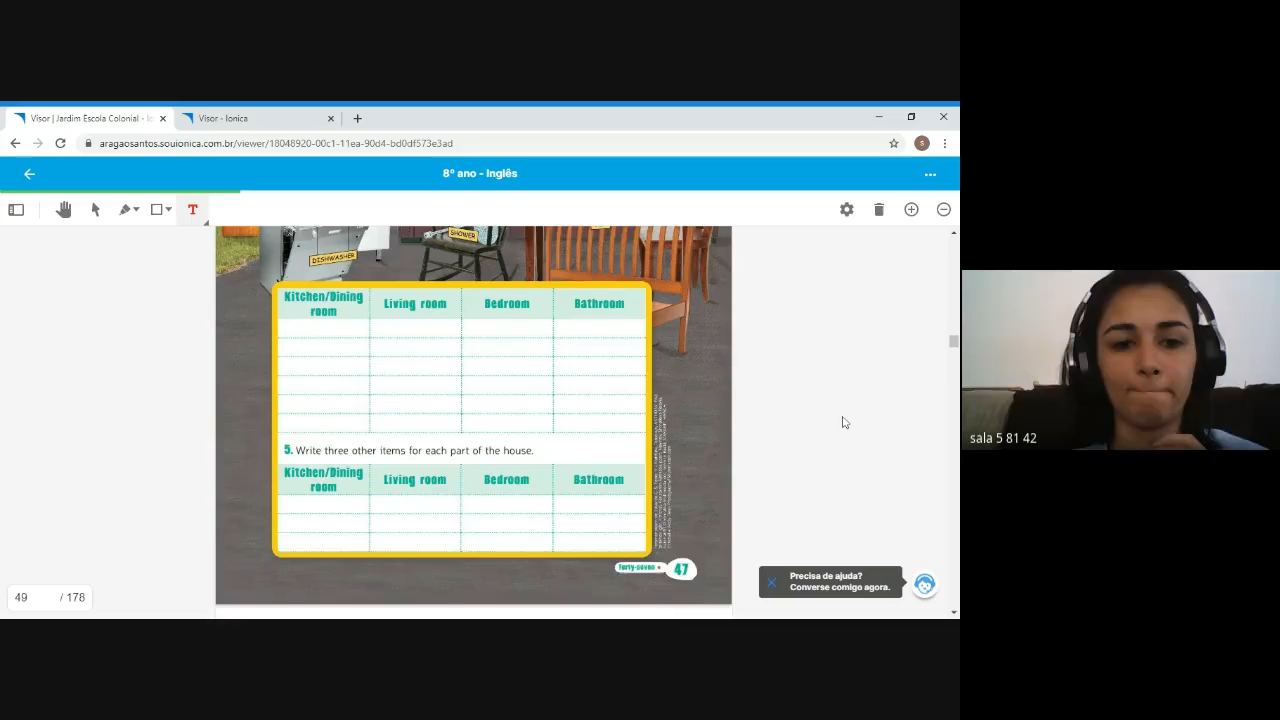 Visor | Jardim Escola Colonial - Io
Visor - Ionica
aragaosantos.souionica.com.br/viewer/18048920-00c1-11ea-90d4-bd0df573e3ad
S
8º ano - Inglês
T
SHOWER
DISHWASHER
Kitchen/Dining room
Living room
Bedroom
Bathroom
5. Write three other items for each part of the house.
Kitchen/Dining room
Living room
Bedroom
Bathroom
Forty-seven
47
49 / 178
Precisa de ajuda?
Converse comigo agora.
sala 5 81 42